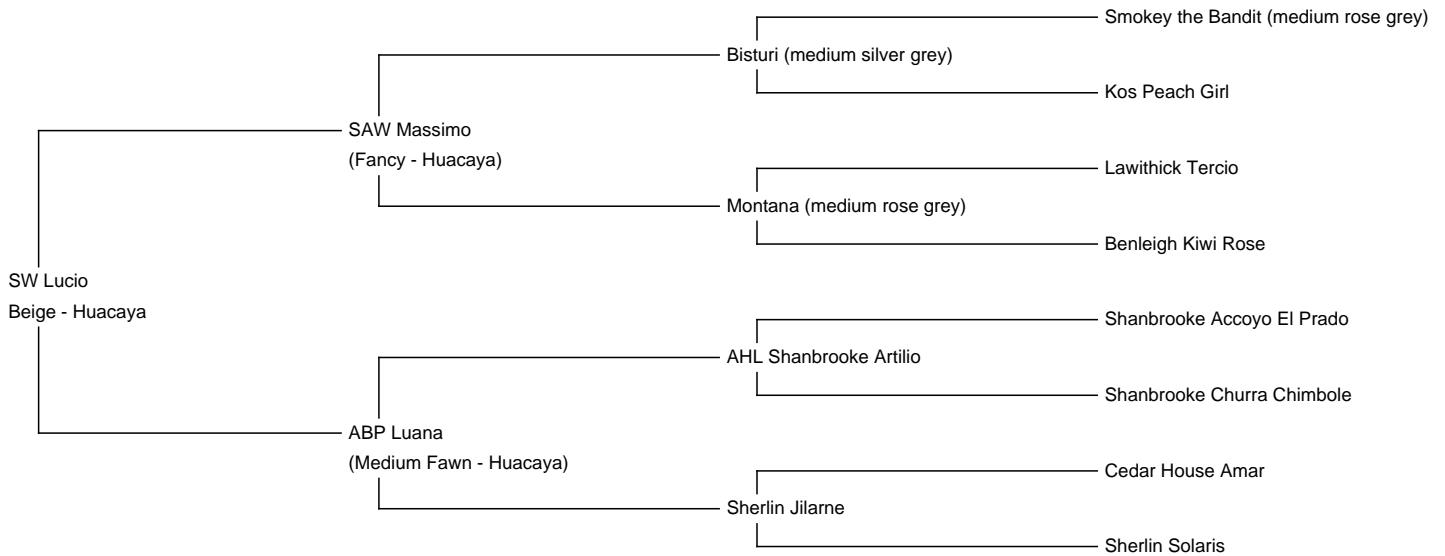 Smokey the Bandit (medium rose grey)
Bisturi (medium silver grey)
Kos Peach Girl
SAW Massimo
(Fancy - Huacaya)
Lawithick Tercio
Montana (medium rose grey)
Benleigh Kiwi Rose
SW Lucio
Beige - Huacaya
Shanbrooke Accoyo El Prado
AHL Shanbrooke Artilio
Shanbrooke Churra Chimbole
ABP Luana
(Medium Fawn - Huacaya)
Cedar House Amar
Sherlin Jilarne
Sherlin Solaris